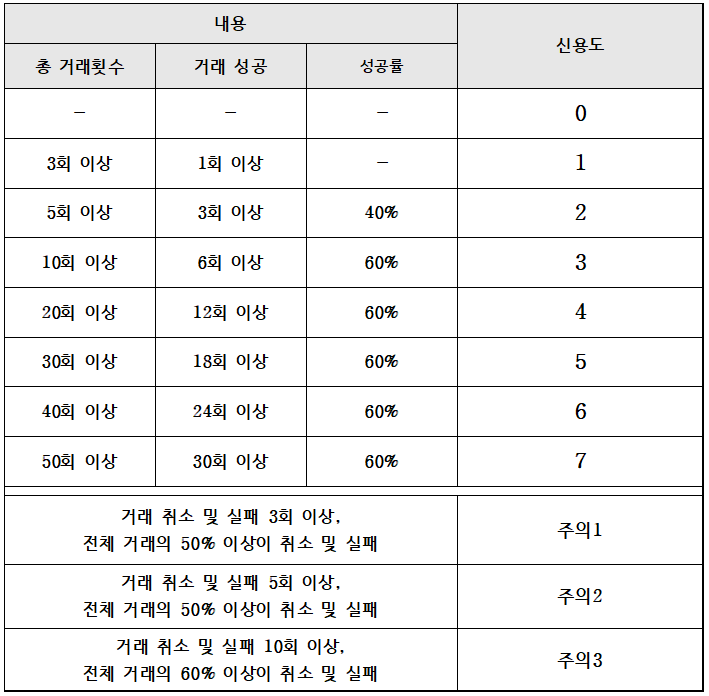 내용 신용도
총 거래횟수 거래 성공 성공률
- - - 0
3회 이상 1회 이상 - 1
5회 이상 3회 이상 40% 2
10회 이상 6회 이상 60% 3
20회 이상 12회 이상 60% 4
30회 이상 18회 이상 60% 5
40회 이상 24회 이상 60% 6
50회 이상 30회 이상 60% 7
거래 취소 및 실패 3회 이상,
전체 거래의 50% 이상이 취소 및 실패
주의1
거래 취소 및 실패 5회 이상,
전체 거래의 50% 이상이 취소 및 실패
주의2
거래 취소 및 실패 10회 이상,
전체 거래의 60% 이상이 취소 및 실패
주의3